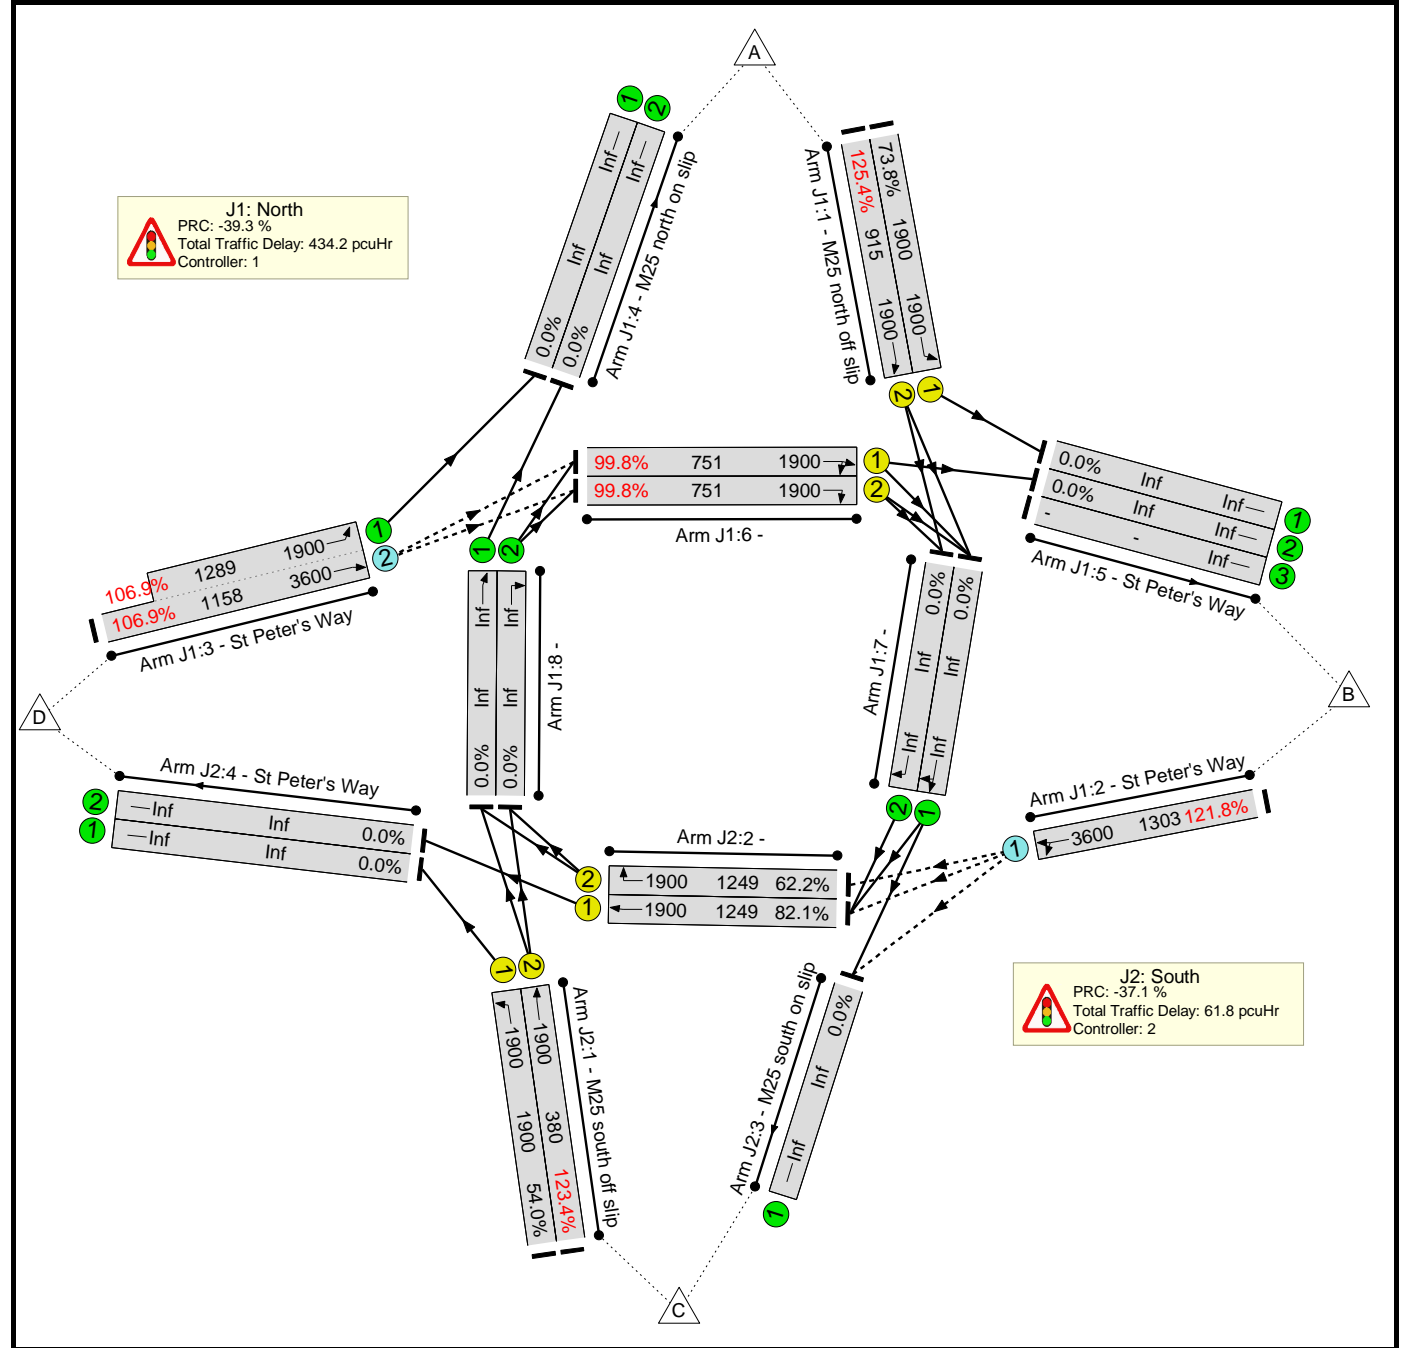 A
1
2
Inf
Inf
Inf
Inf
0.0%
0.0%
Arm J1:4 - M25 north on slip
J1: North
PRC: -39.3 %
Total Traffic Delay: 434.2 pcuHr
Controller: 1
Arm J1:1 - M25 north off slip
125.4% 915 1900
73.8% 1900 1900
2
1
99.8% 751 1900
99.8% 751 1900
1
2
Arm J1:6 -
0.0% Inf Inf
0.0% Inf Inf
- - Inf
1
2
3
Arm J1:5 - St Peter's Way
106.9% 1289 1900
106.9% 1158 3600
1
2
Arm J1:3 - St Peter's Way
1
2
Inf
Inf
Inf
Inf
0.0%
0.0%
Arm J1:8 -
Arm J1:7 -
0.0%
0.0%
Inf
Inf
Inf
Inf
2
1
D
B
Arm J2:4 - St Peter's Way
2
1
Inf Inf 0.0%
Inf Inf 0.0%
Arm J2:2 -
2
1
1900 1249 62.2%
1900 1249 82.1%
Arm J1:2 - St Peter's Way
1
3600 1303 121.8%
1
2
1900 1900 54.0%
1900 380 123.4%
Arm J2:1 - M25 south off slip
Arm J2:3 - M25 south on slip
0.0%
Inf
Inf
1
J2: South
PRC: -37.1 %
Total Traffic Delay: 61.8 pcuHr
Controller: 2
C